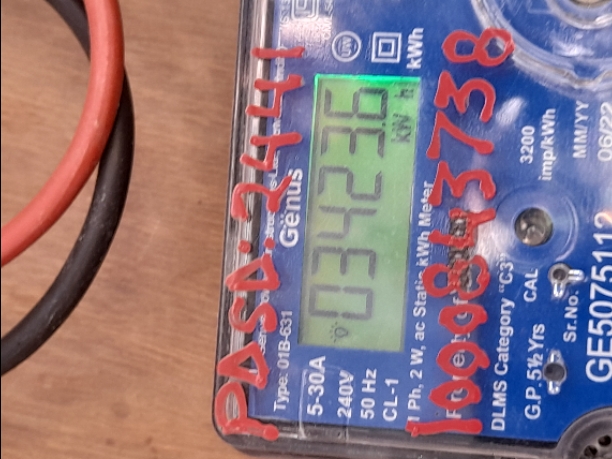 PDSD:2441
Genus
Type: 01B-631
5-30A
240V
50 Hz
CL-1
034236
kW h
kWh
1 Ph, 2 W, ac Static kWh Meter
1000843738
DLMS Category "C3"
G.P. 5½ Yrs
CAL
3200
imp/kWh
Sr.No.
MM/YY
06/22
GE5075112